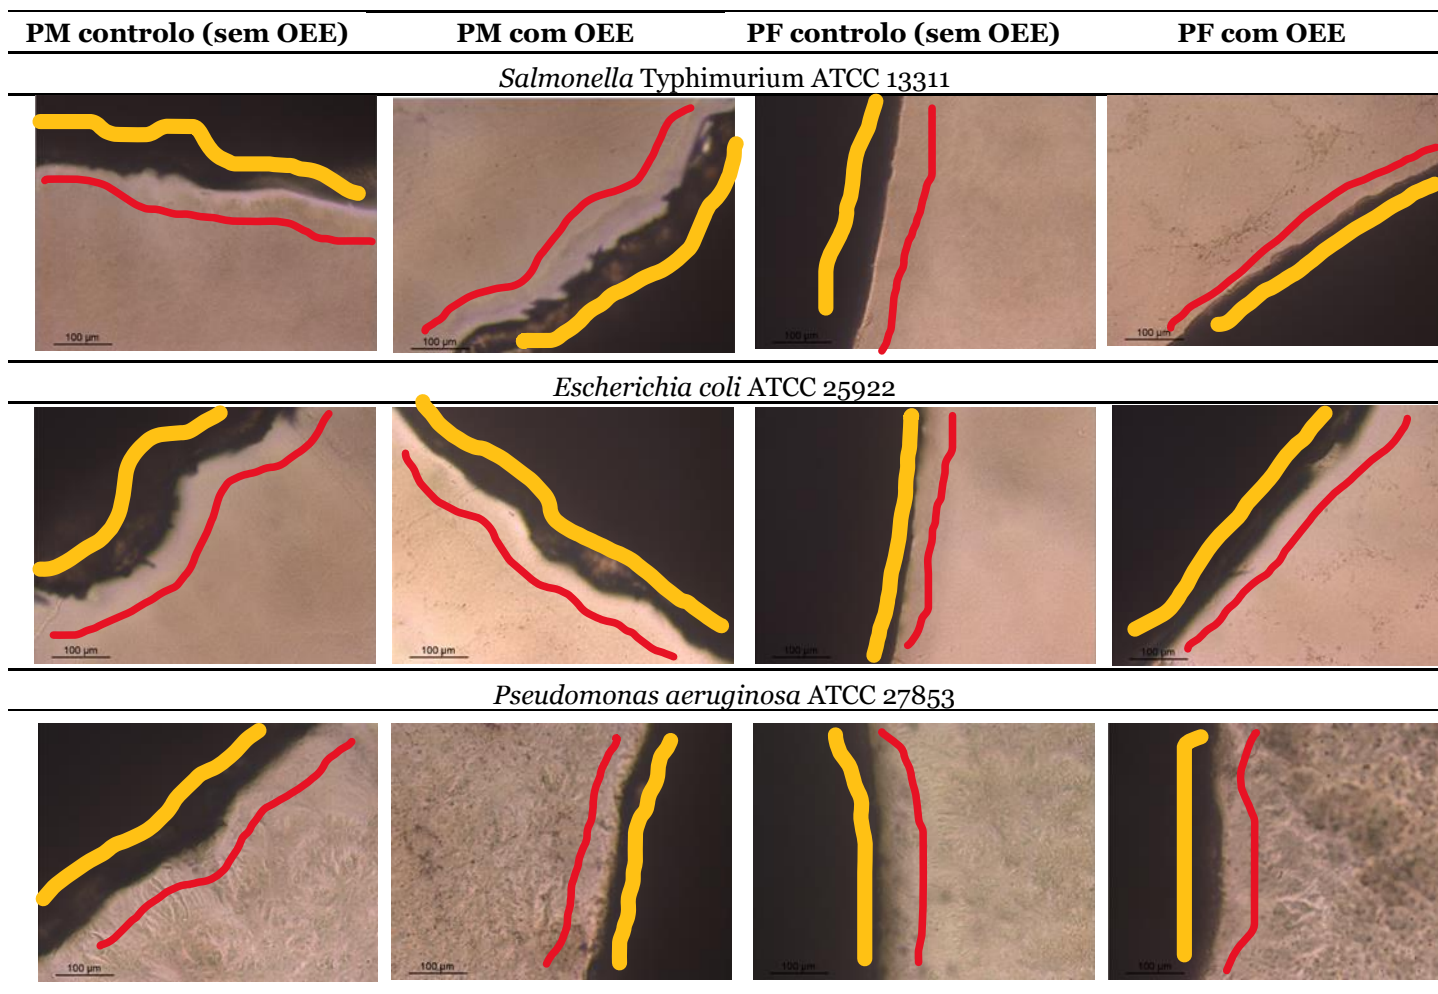 PM controlo (sem OEE) PM com OEE PF controlo (sem OEE) PF com OEE
Salmonella Typhimurium ATCC 13311
100 µm 100 µm 100 µm 100 µm
Escherichia coli ATCC 25922
100 µm 100 µm 100 µm 100 µm
Pseudomonas aeruginosa ATCC 27853
100 µm 100 µm 100 µm 100 µm